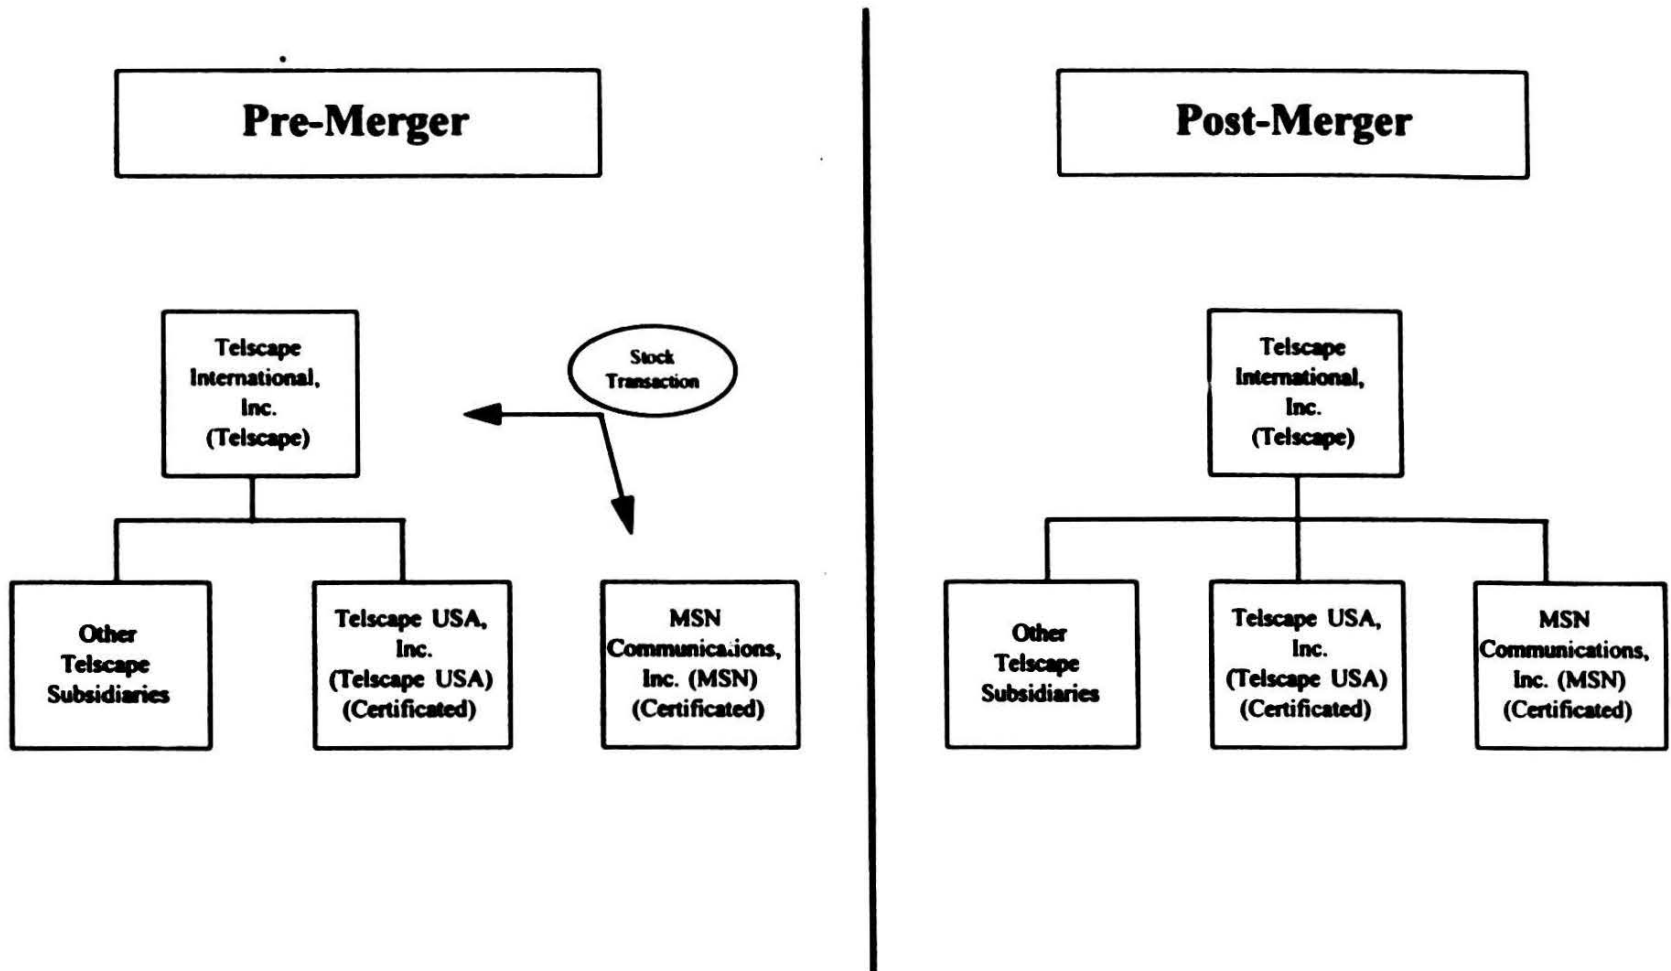 Pre-Merger
Telscape
International,
Inc.
(Telscape)
Stock
Transaction
Other
Telscape
Subsidiaries
Telscape USA,
Inc.
(Telscape USA)
(Certificated)
MSN
Communications,
Inc. (MSN)
(Certificated)
Post-Merger
Telscape
International,
Inc.
(Telscape)
Other
Telscape
Subsidiaries
Telscape USA,
Inc.
(Telscape USA)
(Certificated)
MSN
Communications,
Inc. (MSN)
(Certificated)